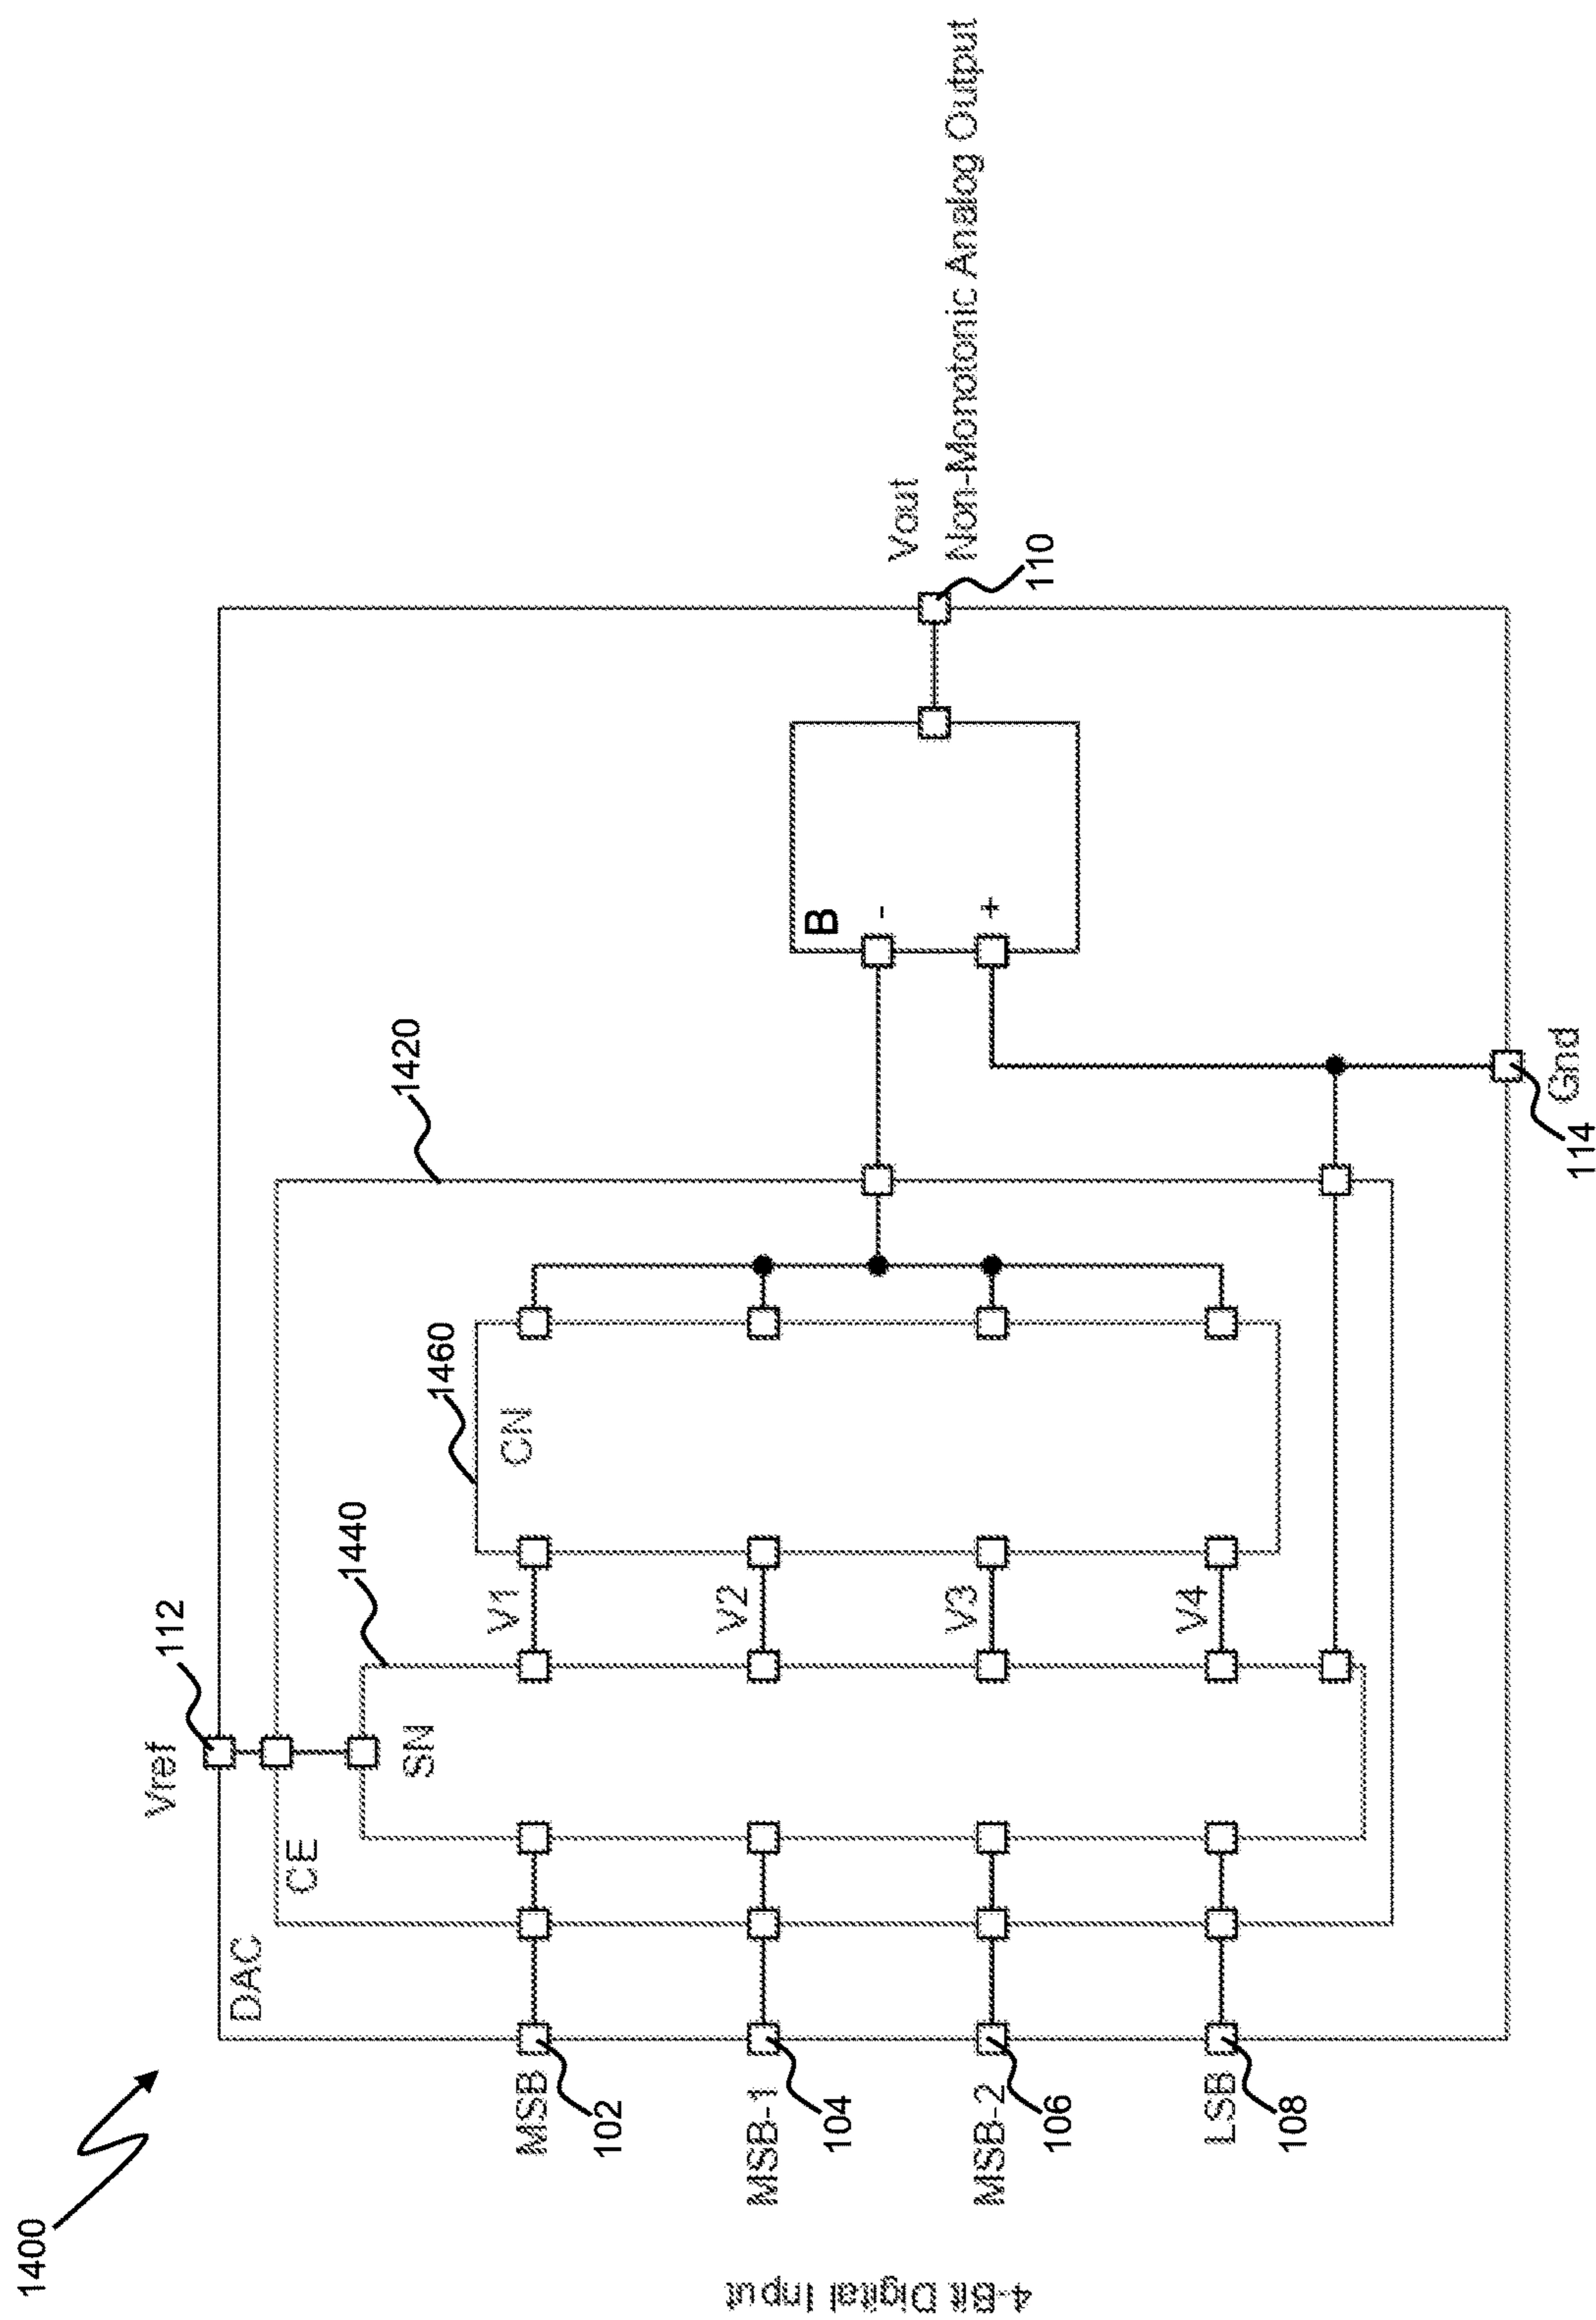 1400
4-Bit Digital Input
DAC
CE
SN
CN
Vref
112
1440
1460
1420
MSB
102
MSB-1
104
MSB-2
106
LSB
108
V1
V2
V3
V4
B
-
+
Vout
Non-Monotonic Analog Output
110
Gnd
114